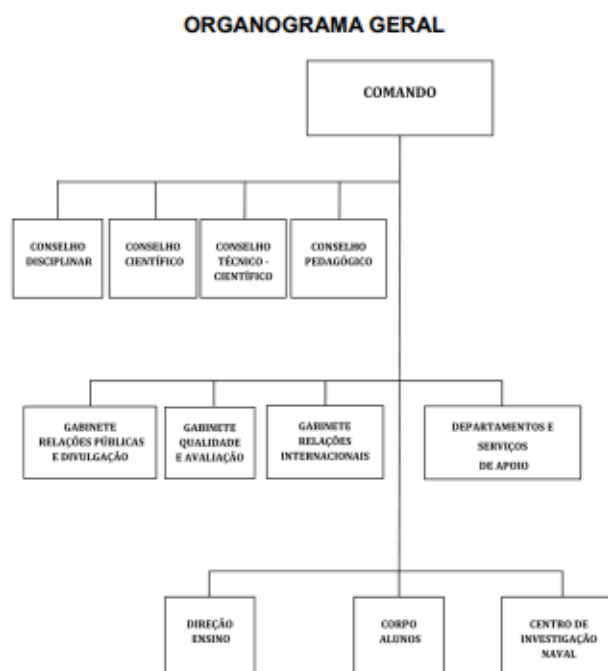 ORGANOGRAMA GERAL
COMANDO
CONSELHO
DISCIPLINAR
CONSELHO
CIENTÍFICO
CONSELHO
TÉCNICO -
CIENTÍFICO
CONSELHO
PEDAGÓGICO
GABINETE
RELAÇÕES PÚBLICAS
E DIVULGAÇÃO
GABINETE
QUALIDADE
E AVALIAÇÃO
GABINETE
RELAÇÕES
INTERNACIONAIS
DEPARTAMENTOS E
SERVIÇOS
DE APOIO
DIREÇÃO
ENSINO
CORPO
ALUNOS
CENTRO DE
INVESTIGAÇÃO
NAVAL